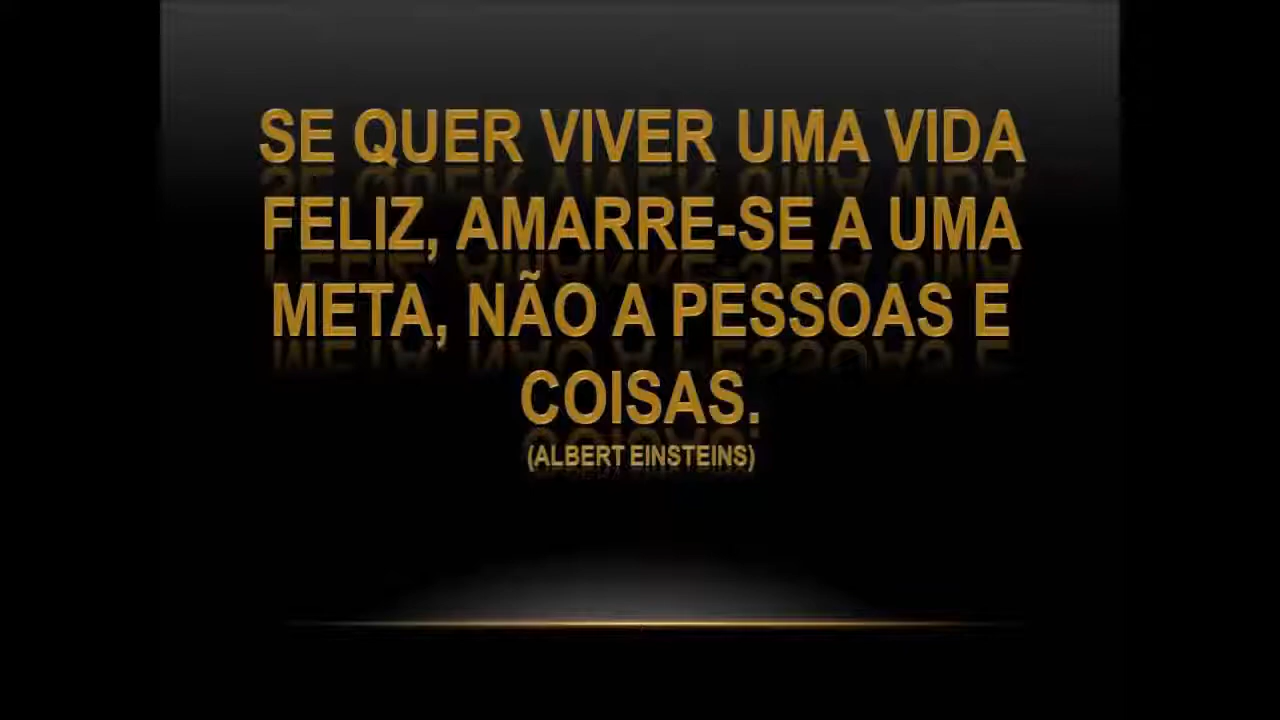 SE QUER VIVER UMA VIDA
FELIZ, AMARRE-SE A UMA
META, NÃO A PESSOAS E
COISAS.
(ALBERT EINSTEINS)